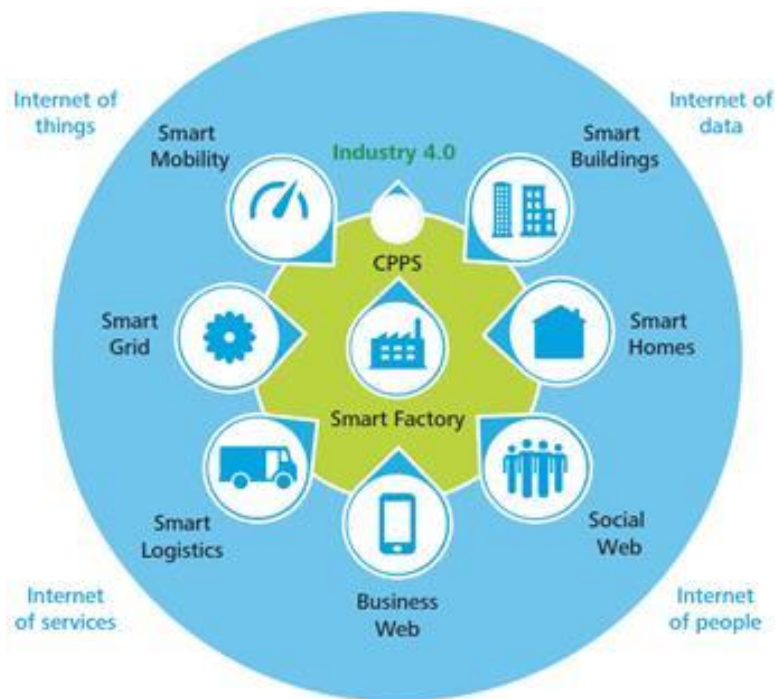 Internet of
things
Internet of
data
Smart
Mobility
Industry 4.0
Smart
Buildings
CPPS
Smart
Grid
Smart
Homes
Smart Factory
Smart
Logistics
Social
Web
Business
Web
Internet
of services
Internet
of people